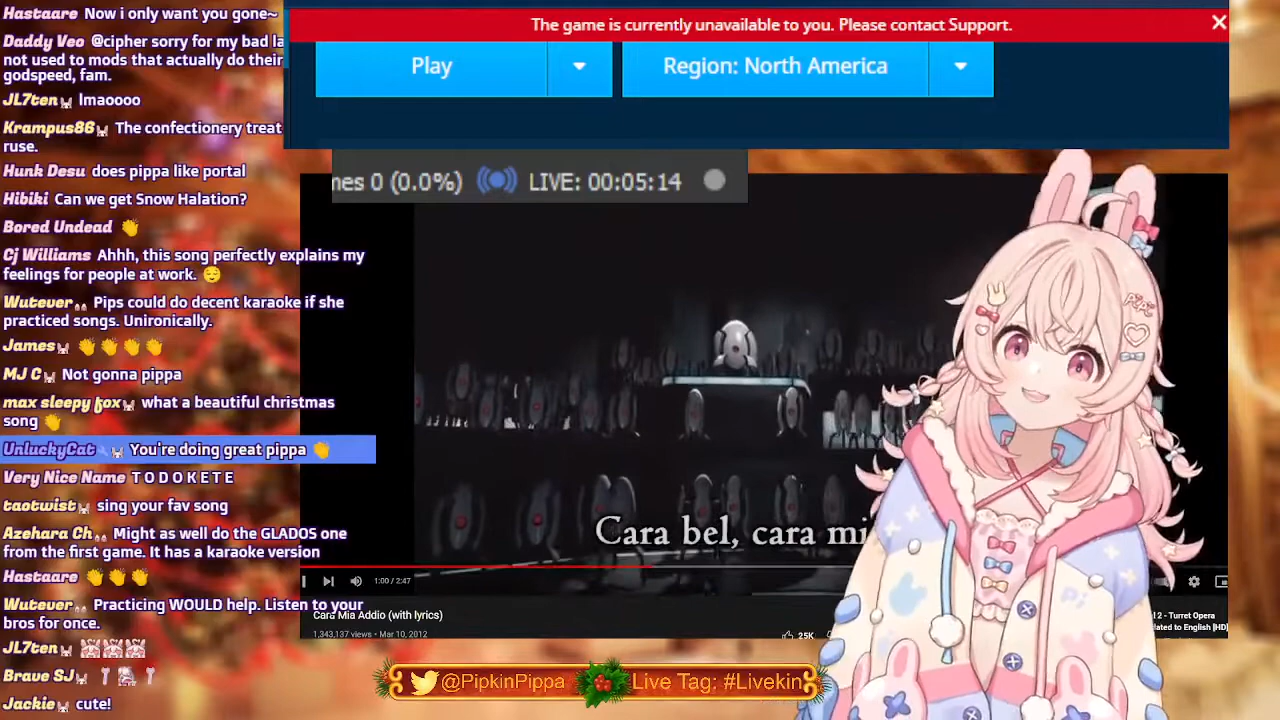 Hastaare Now i only want you gone~
Daddy Veo @cipher sorry for my bad la
not used to mods that actually do their
godspeed, fam.
JL7ten lmaoooo
Krampus86 The confectionery treat
ruse.
Hunk Desu does pippa like portal
Hibiki Can we get Snow Halation?
Bored Undead 👏
Cj Williams Ahhh, this song perfectly explains my
feelings for people at work. 😌
Wutever Pips could do decent karaoke if she
practiced songs. Unironically.
James 👏👏👏👏
MJ C Not gonna pippa
max sleepy fox what a beautiful christmas
song 👏
UnluckyCat You're doing great pippa 👏
Very Nice Name T O D O K E T E
taotwist sing your fav song
Azehara Ch Might as well do the GLADOS one
from the first game. It has a karaoke version
Hastaare 👏👏👏
Wutever Practicing WOULD help. Listen to your
bros for once.
JL7ten
Brave SJ
Jackie cute!
The game is currently unavailable to you. Please contact Support.
Play
Region: North America
mes 0 (0.0%) LIVE: 00:05:14
Cara bel, cara mi
1:00 / 2:47
Cara Mia Addio (with lyrics)
1,343,137 views • Mar 10, 2012
25K
2 - Turret Opera
lated to English [HD]
@PipkinPippa
Live Tag: #Livekin